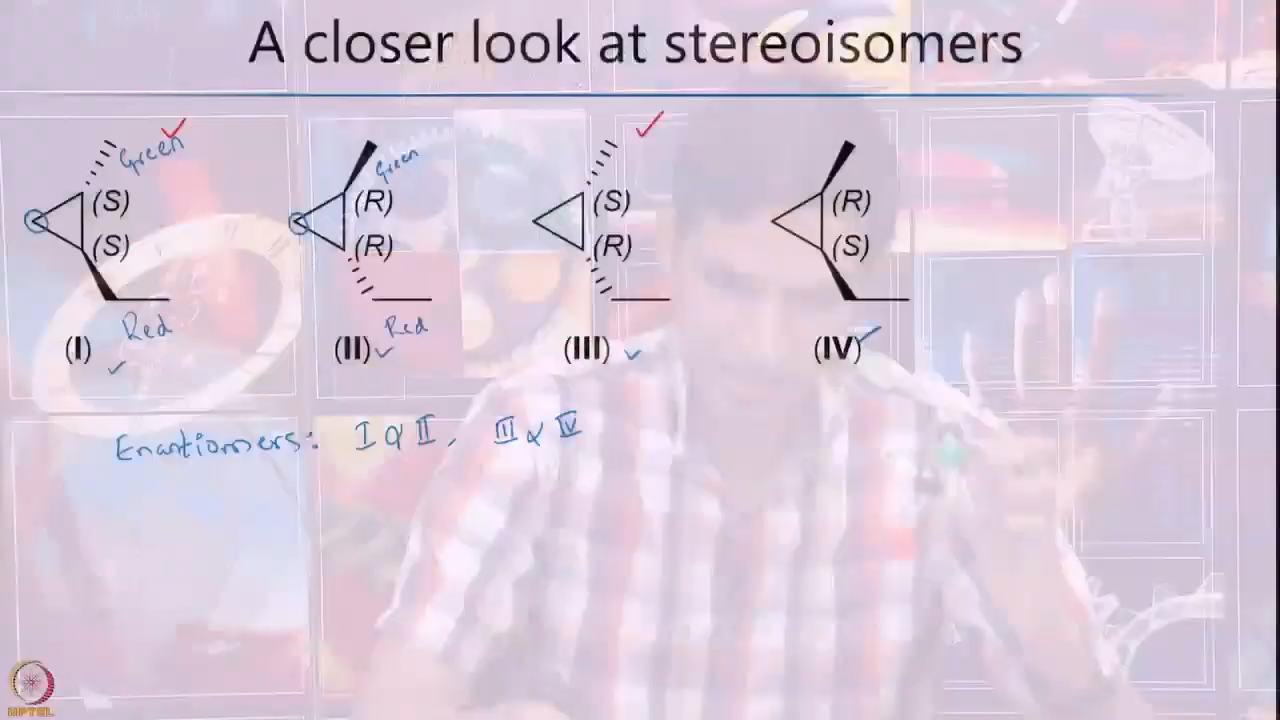 A closer look at stereoisomers
Green
(S)
(S)
Red
(I)
Green
(R)
(R)
Red
(II)
(S)
(R)
(III)
(R)
(S)
(IV)
Enantiomers: I & II, III & IV
NPTEL